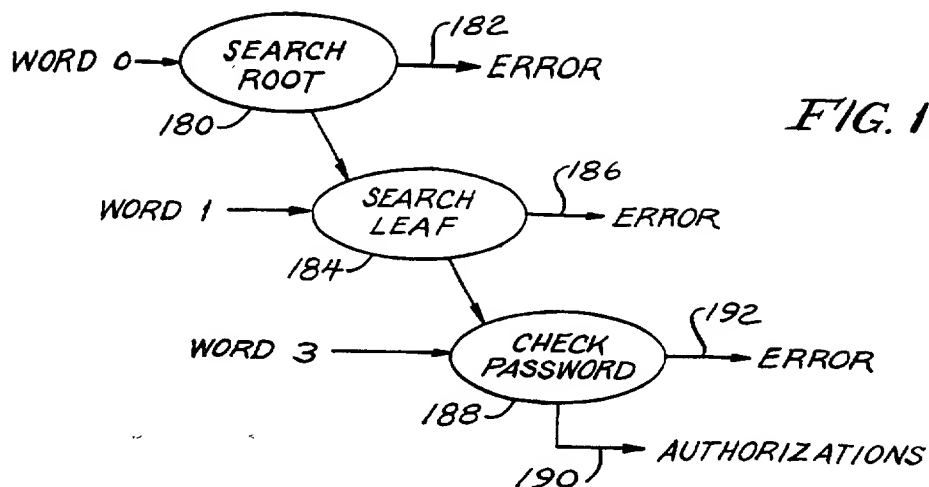 182
WORD 0
SEARCH
ROOT
ERROR
180
FIG. 1
186
WORD 1
SEARCH
LEAF
ERROR
184
192
WORD 3
CHECK
PASSWORD
ERROR
188
AUTHORIZATIONS
190